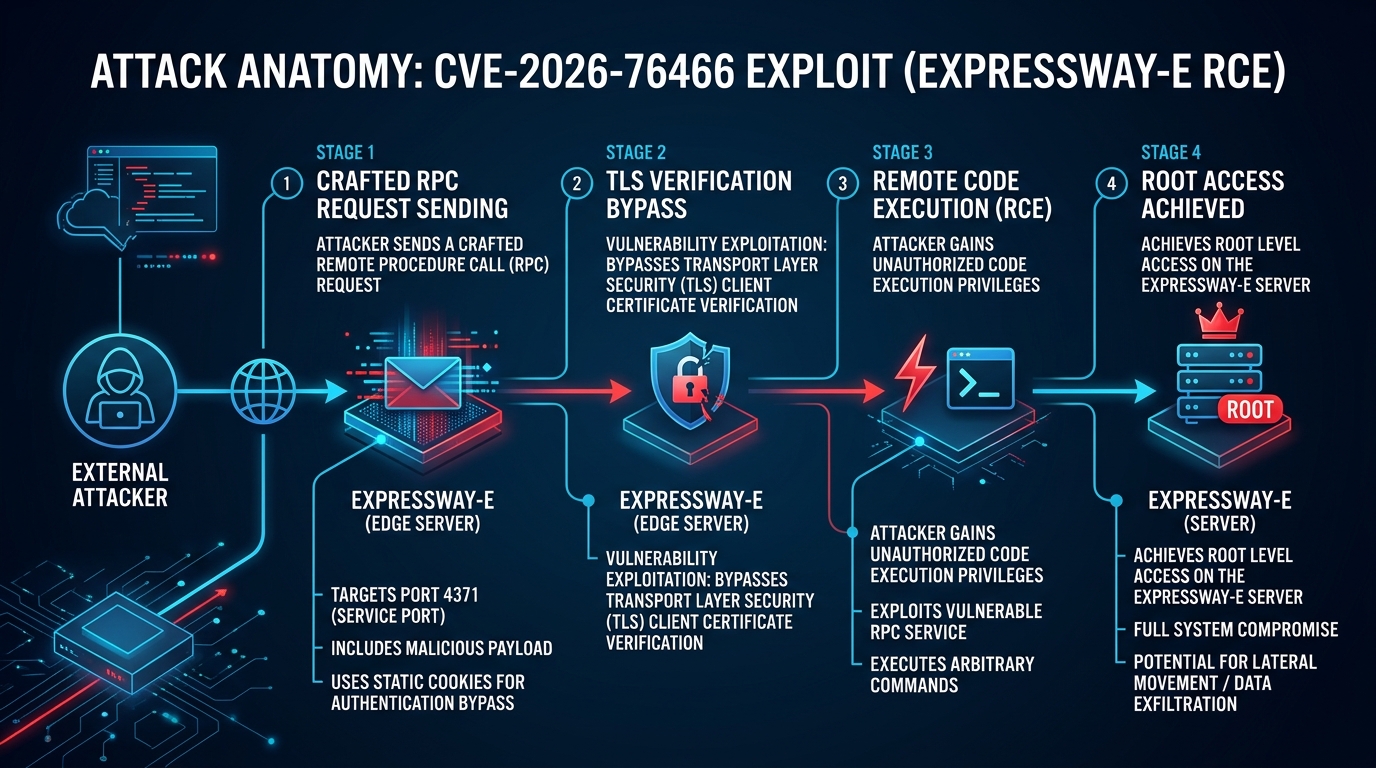 ATTACK ANATOMY: CVE-2026-76466 EXPLOIT (EXPRESSWAY-E RCE)
1
STAGE 1
CRAFTED RPC
REQUEST SENDING
ATTACKER SENDS A CRAFTED
REMOTE PROCEDURE CALL (RPC)
REQUEST
2
STAGE 2
TLS VERIFICATION
BYPASS
VULNERABILITY EXPLOITATION:
BYPASSES TRANSPORT LAYER
SECURITY (TLS) CLIENT
CERTIFICATE VERIFICATION
3
STAGE 3
REMOTE CODE
EXECUTION (RCE)
ATTACKER GAINS
UNAUTHORIZED CODE
EXECUTION PRIVILEGES
4
STAGE 4
ROOT ACCESS
ACHIEVED
ACHIEVES ROOT LEVEL
ACCESS ON THE
EXPRESSWAY-E SERVER
ROOT
EXTERNAL
ATTACKER
EXPRESSWAY-E
(EDGE SERVER)
TARGETS PORT 4371
(SERVICE PORT)
INCLUDES MALICIOUS PAYLOAD
USES STATIC COOKIES FOR
AUTHENTICATION BYPASS
EXPRESSWAY-E
(EDGE SERVER)
VULNERABILITY
EXPLOITATION: BYPASSES
TRANSPORT LAYER SECURITY
(TLS) CLIENT CERTIFICATE
VERIFICATION
ATTACKER GAINS
UNAUTHORIZED CODE
EXECUTION PRIVILEGES
EXPLOITS VULNERABLE
RPC SERVICE
EXECUTES ARBITRARY
COMMANDS
EXPRESSWAY-E
(SERVER)
ACHIEVES ROOT LEVEL
ACCESS ON THE
EXPRESSWAY-E SERVER
FULL SYSTEM COMPROMISE
POTENTIAL FOR LATERAL
MOVEMENT / DATA
EXFILTRATION